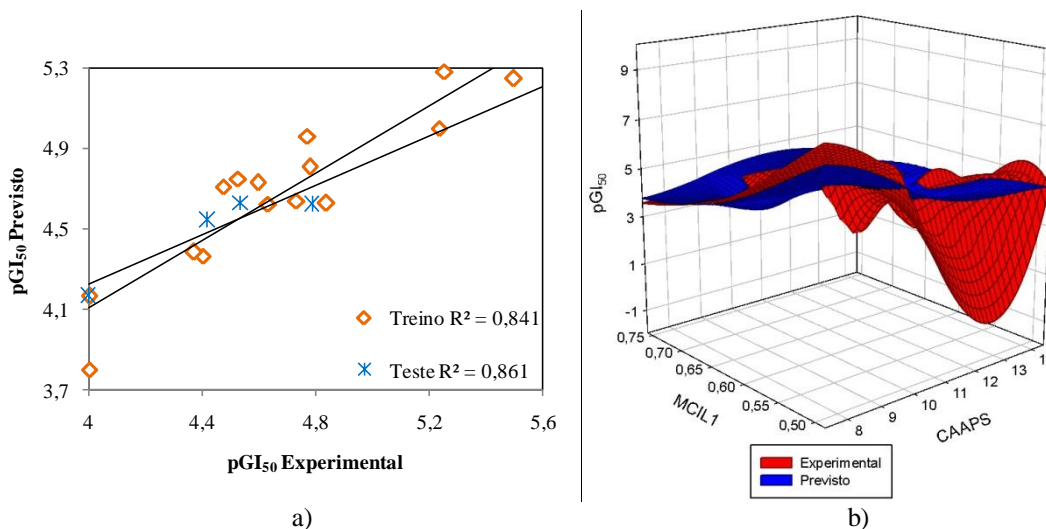 5,3
4,9
4,5
4,1
3,7
pGI₅₀ Previsto
4
4,4
4,8
5,2
5,6
pGI₅₀ Experimental
Treino R² = 0,841
Teste R² = 0,861
a)
9
7
5
3
1
-1
pGI₅₀
0,75
0,70
0,65
0,60
0,55
0,50
MCIL1
8
9
10
11
12
13
1
CAAPS
Experimental
Previsto
b)